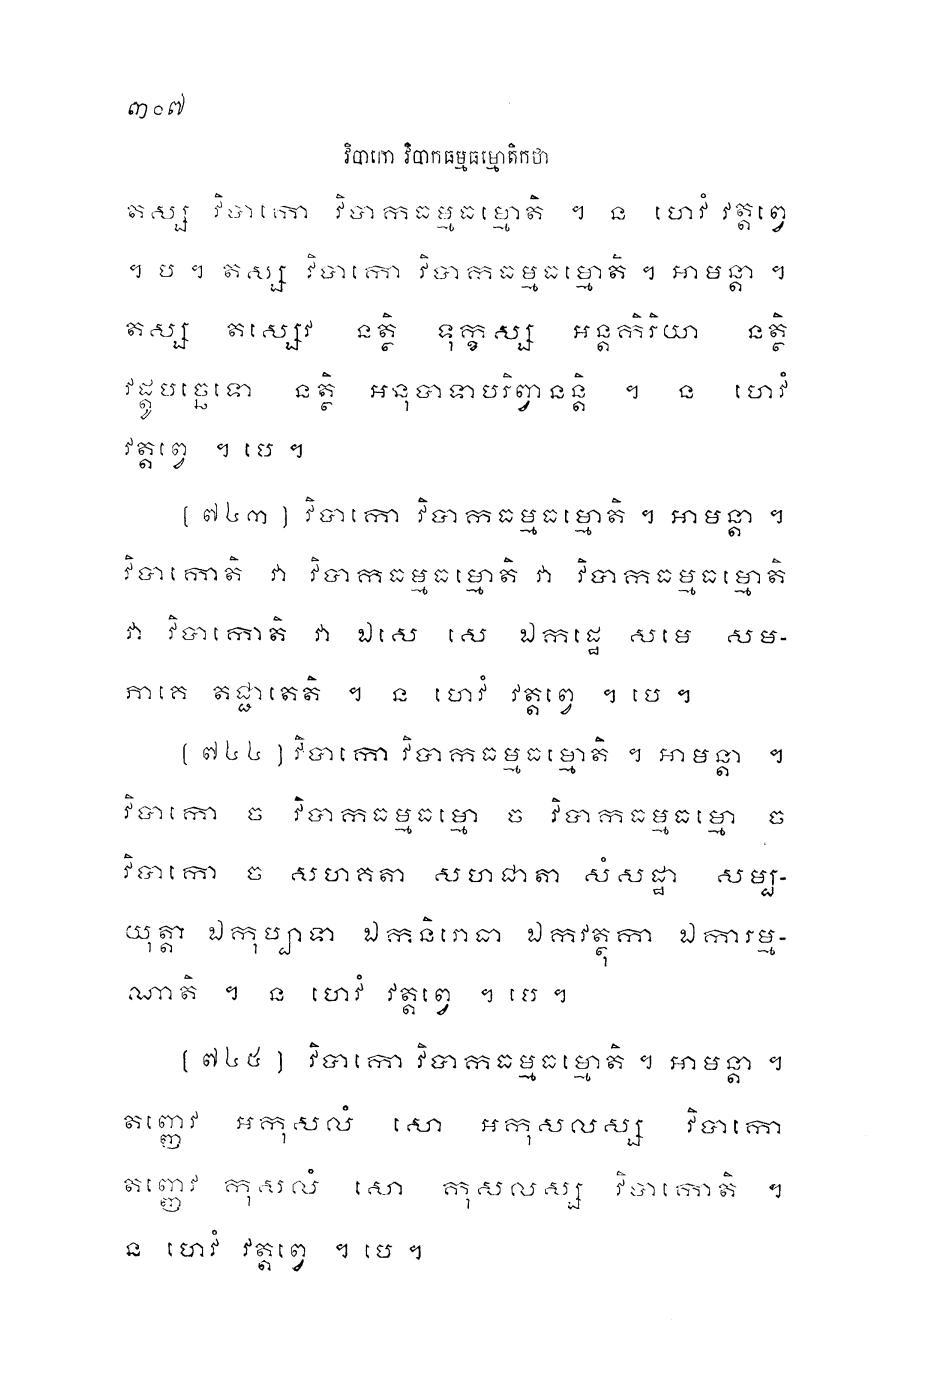 ៣០៧
វិបាកោ វិបាកធម្មធម្មោតិកថា
តស្ស វិបាកោ វិបាកធម្មធម្មោតិ ។ ន ហេវំ វត្តព្វេ
។ ប ។ តស្ស វិបាកោ វិបាកធម្មធម្មោតិ ។ អាមន្តា ។
តស្ស តស្សេវ នត្ថិ ទុក្ខស្ស អន្តកិរិយា នត្ថិ
វដ្តូបច្ឆេទោ នត្ថិ អនុបាទាបរិព្វានន្តិ ។ ន ហេវំ
វត្តព្វេ ។ បេ ។
(៧៤៣) វិបាកោ វិបាកធម្មធម្មោតិ ។ អាមន្តា ។
វិបាកោតិ វា វិបាកធម្មធម្មោតិ វា វិបាកធម្មធម្មោតិ
វា វិបាកោតិ វា ឯសេ សេ ឯកដ្ឋេ សមេ សម-
ភាគេ តជ្ជាតេតិ ។ ន ហេវំ វត្តព្វេ ។ បេ ។
(៧៤៤) វិបាកោ វិបាកធម្មធម្មោតិ ។ អាមន្តា ។
វិបាកោ ច វិបាកធម្មធម្មោ ច វិបាកធម្មធម្មោ ច
វិបាកោ ច សហគតា សហជាតា សំសដ្ឋា សម្ប-
យុត្តា ឯកុប្បាទា ឯកនិរោធា ឯកវត្ថុកា ឯការម្ម-
ណាតិ ។ ន ហេវំ វត្តព្វេ ។ បេ ។
(៧៤៥) វិបាកោ វិបាកធម្មធម្មោតិ ។ អាមន្តា ។
តញ្ញេវ អកុសលំ សោ អកុសលស្ស វិបាកោ
តញ្ញេវ កុសលំ សោ កុសលស្ស វិបាកោតិ ។
ន ហេវំ វត្តព្វេ ។ បេ ។